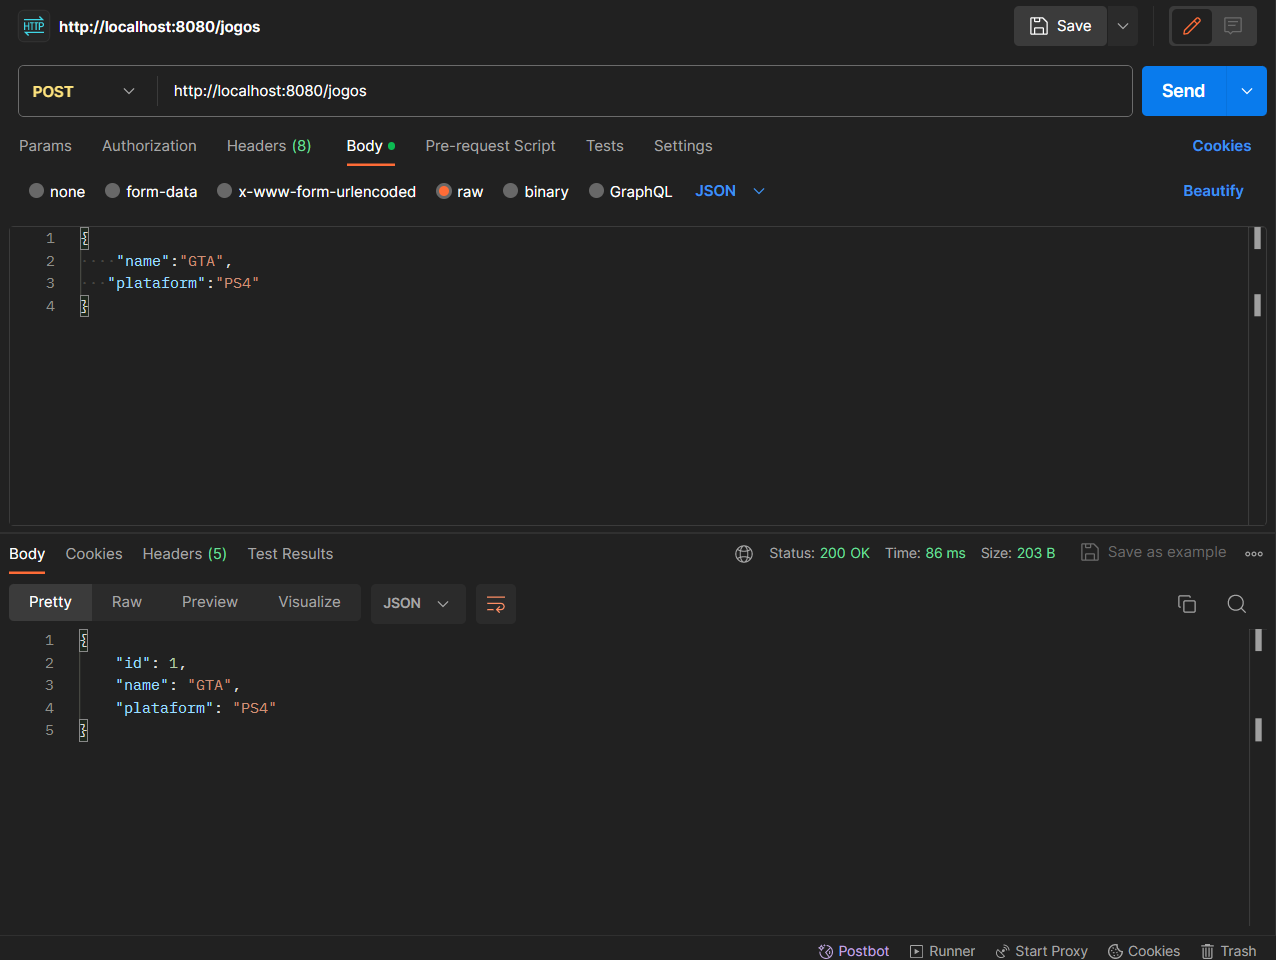 HTTP http://localhost:8080/jogos Save
POST http://localhost:8080/jogos Send
Params Authorization Headers (8) Body Pre-request Script Tests Settings Cookies
none form-data x-www-form-urlencoded raw binary GraphQL JSON Beautify
1 {
2 "name":"GTA",
3 "plataform":"PS4"
4 }
Body Cookies Headers (5) Test Results Status: 200 OK Time: 86 ms Size: 203 B Save as example
Pretty Raw Preview Visualize JSON
1 {
2 "id": 1,
3 "name": "GTA",
4 "plataform": "PS4"
5 }
Postbot Runner Start Proxy Cookies Trash